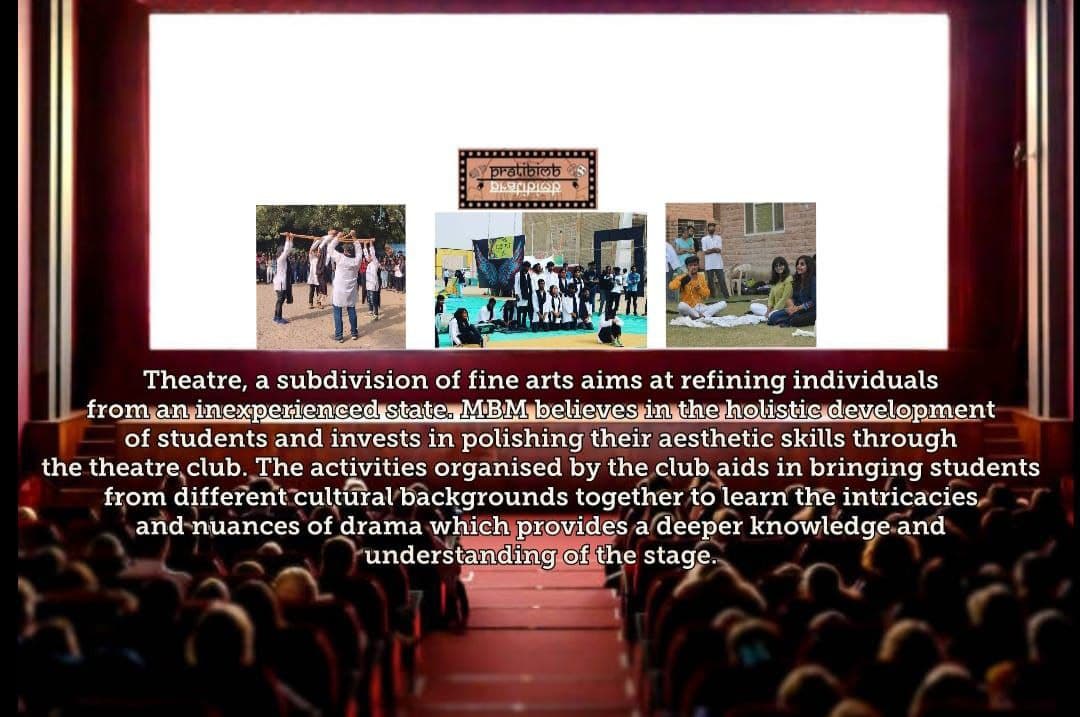 pratibimb
Theatre, a subdivision of fine arts aims at refining individuals
from an inexperienced state. MBM believes in the holistic development
of students and invests in polishing their aesthetic skills through
the theatre club. The activities organised by the club aids in bringing students
from different cultural backgrounds together to learn the intricacies
and nuances of drama which provides a deeper knowledge and
understanding of the stage.